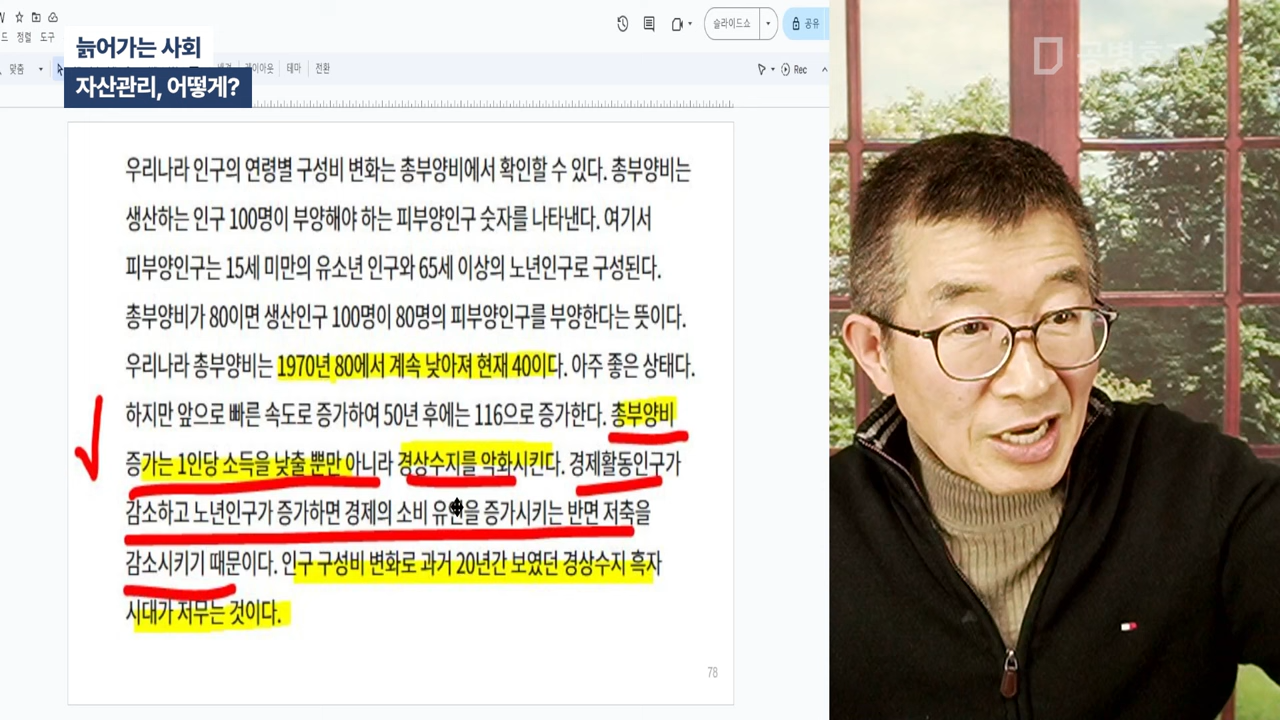 슬라이드쇼
공유
드 정렬 도구
늙어가는 사회
자산관리, 어떻게?
맞춤
테마
전환
Rec
공병호TV
우리나라 인구의 연령별 구성비 변화는 총부양비에서 확인할 수 있다. 총부양비는
생산하는 인구 100명이 부양해야 하는 피부양인구 숫자를 나타낸다. 여기서
피부양인구는 15세 미만의 유소년 인구와 65세 이상의 노년인구로 구성된다.
총부양비가 80이면 생산인구 100명이 80명의 피부양인구를 부양한다는 뜻이다.
우리나라 총부양비는 1970년 80에서 계속 낮아져 현재 40이다. 아주 좋은 상태다.
하지만 앞으로 빠른 속도로 증가하여 50년 후에는 116으로 증가한다. 총부양비
증가는 1인당 소득을 낮출 뿐만 아니라 경상수지를 악화시킨다. 경제활동인구가
감소하고 노년인구가 증가하면 경제의 소비 유인을 증가시키는 반면 저축을
감소시키기 때문이다. 인구 구성비 변화로 과거 20년간 보였던 경상수지 흑자
시대가 저무는 것이다.
78